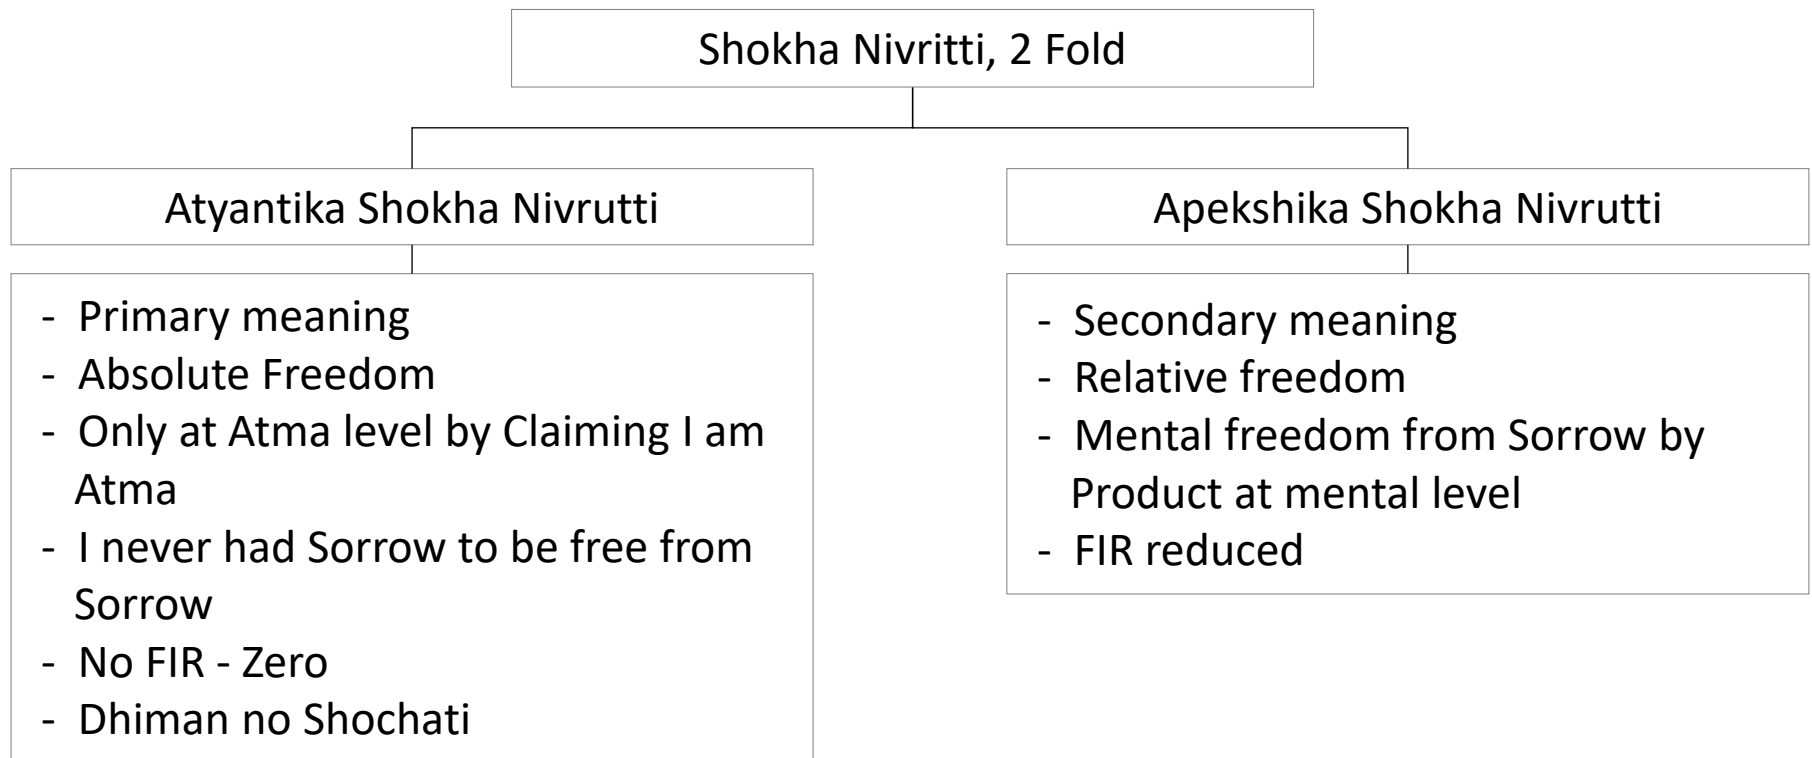 Shokha Nivritti, 2 Fold
Atyantika Shokha Nivrutti
- Primary meaning
- Absolute Freedom
- Only at Atma level by Claiming I am
Atma
- I never had Sorrow to be free from
Sorrow
- No FIR - Zero
- Dhiman no Shochati
Apekshika Shokha Nivrutti
- Secondary meaning
- Relative freedom
- Mental freedom from Sorrow by
Product at mental level
- FIR reduced